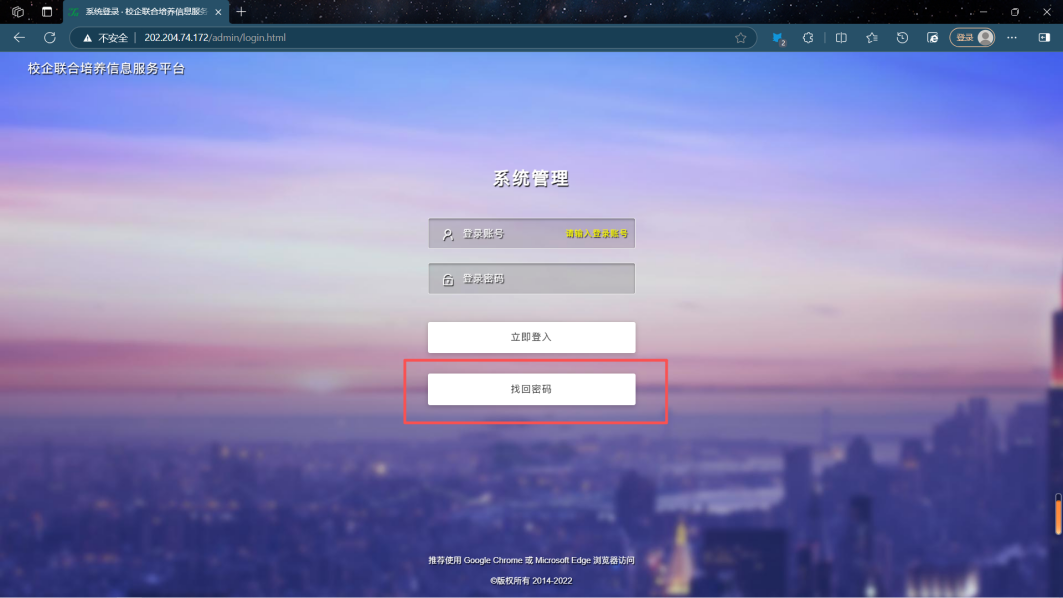 系统登录 · 校企联合培养信息服务
不安全 | 202.204.74.172/admin/login.html
2
登录
校企联合培养信息服务平台
系统管理
登录账号 请输入登录账号
登录密码
立即登入
找回密码
推荐使用 Google Chrome 或 Microsoft Edge 浏览器访问
©版权所有 2014-2022